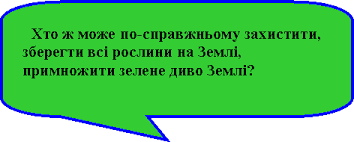 Хто ж може по-справжньому захистити,
зберегти всі рослини на Землі,
примножити зелене диво Землі?